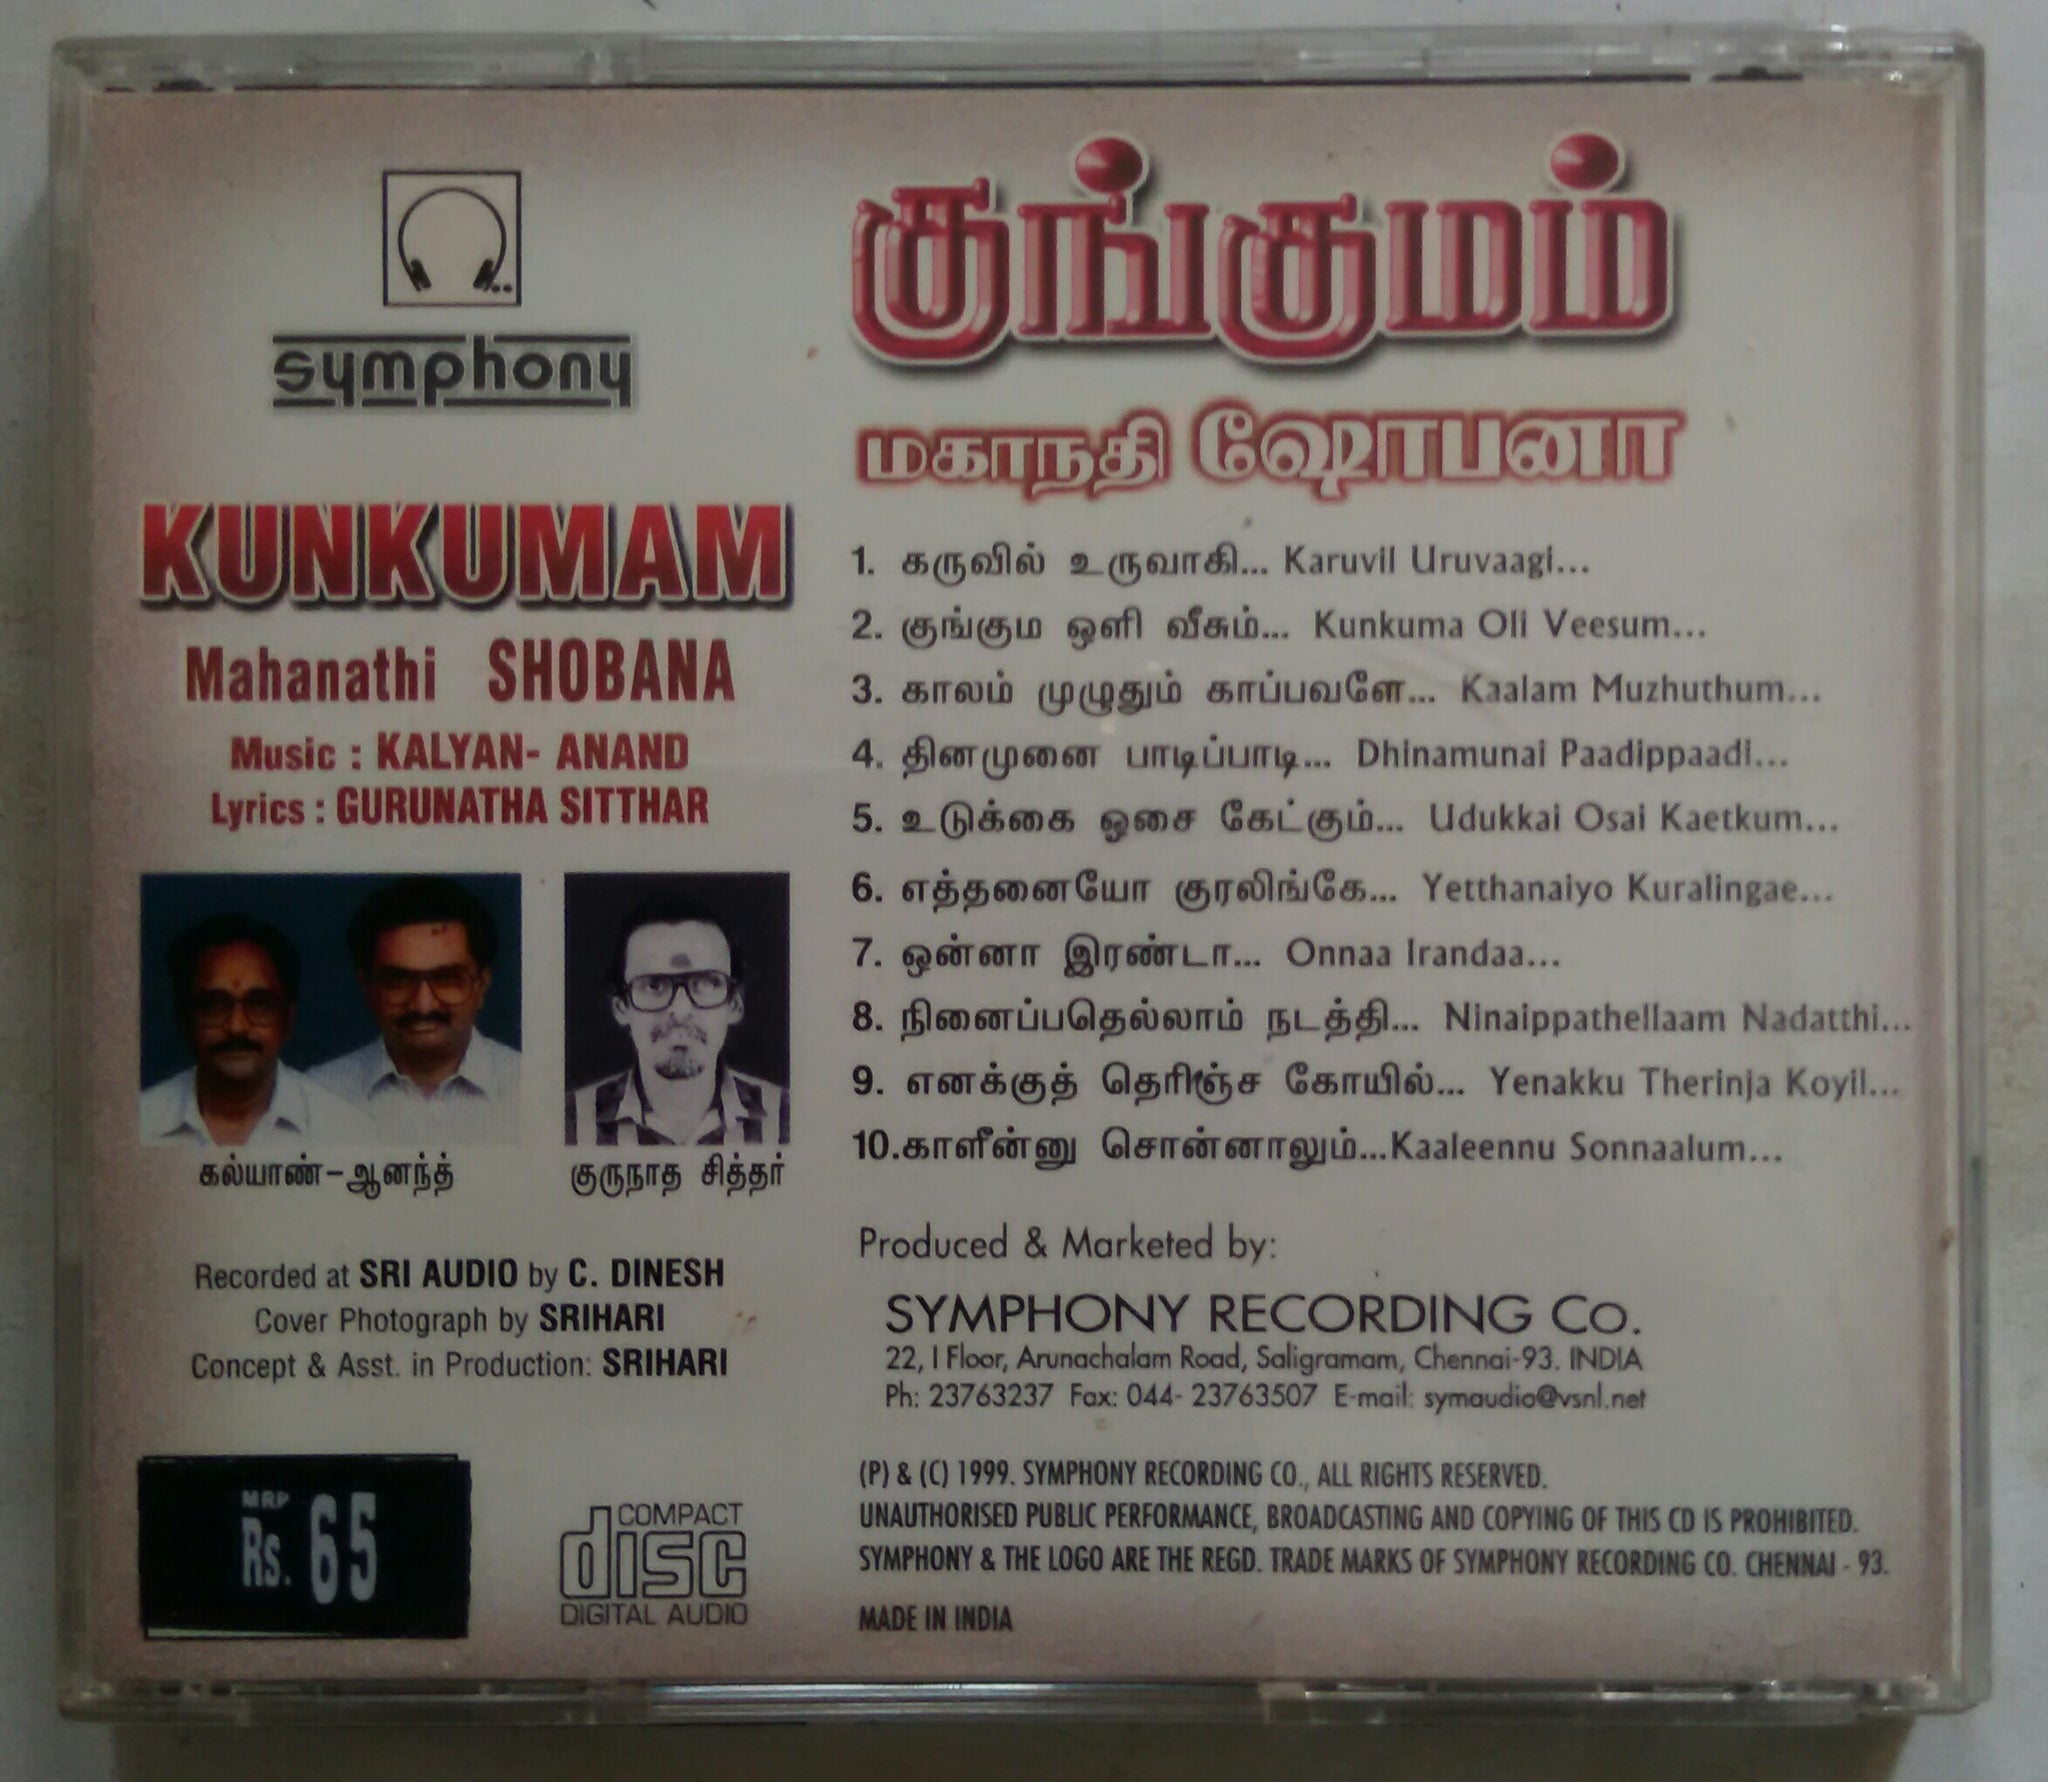 symphony
KUNKUMAM
Mahanathi SHOBANA
Music : KALYAN- ANAND
Lyrics : GURUNATHA SITTHAR
கல்யாண்-ஆனந்த்
குருநாத சித்தர்
Recorded at SRI AUDIO by C. DINESH
Cover Photograph by SRIHARI
Concept & Asst. in Production: SRIHARI
MRP
Rs. 65
COMPACT
disc
DIGITAL AUDIO
குங்குமம்
மகாநதி ஷோபனா
1. கருவில் உருவாகி... Karuvil Uruvaagi...
2. குங்கும ஒளி வீசும்... Kunkuma Oli Veesum...
3. காலம் முழுதும் காப்பவளே... Kaalam Muzhuthum...
4. தினமுனை பாடிப்பாடி... Dhinamunai Paadippaadi...
5. உடுக்கை ஓசை கேட்கும்... Udukkai Osai Kaetkum...
6. எத்தனையோ குரலிங்கே... Yetthanaiyo Kuralingae...
7. ஒன்னா இரண்டா... Onnaa Irandaa...
8. நினைப்பதெல்லாம் நடத்தி... Ninaippathellaam Nadatthi...
9. எனக்குத் தெரிஞ்ச கோயில்... Yenakku Therinja Koyil...
10.காளீன்னு சொன்னாலும்...Kaaleennu Sonnaalum...
Produced & Marketed by:
SYMPHONY RECORDING Co.
22, I Floor, Arunachalam Road, Saligramam, Chennai-93. INDIA
Ph: 23763237 Fax: 044- 23763507 E-mail: symaudio@vsnl.net
(P) & (C) 1999. SYMPHONY RECORDING CO., ALL RIGHTS RESERVED.
UNAUTHORISED PUBLIC PERFORMANCE, BROADCASTING AND COPYING OF THIS CD IS PROHIBITED.
SYMPHONY & THE LOGO ARE THE REGD. TRADE MARKS OF SYMPHONY RECORDING CO. CHENNAI - 93.
MADE IN INDIA